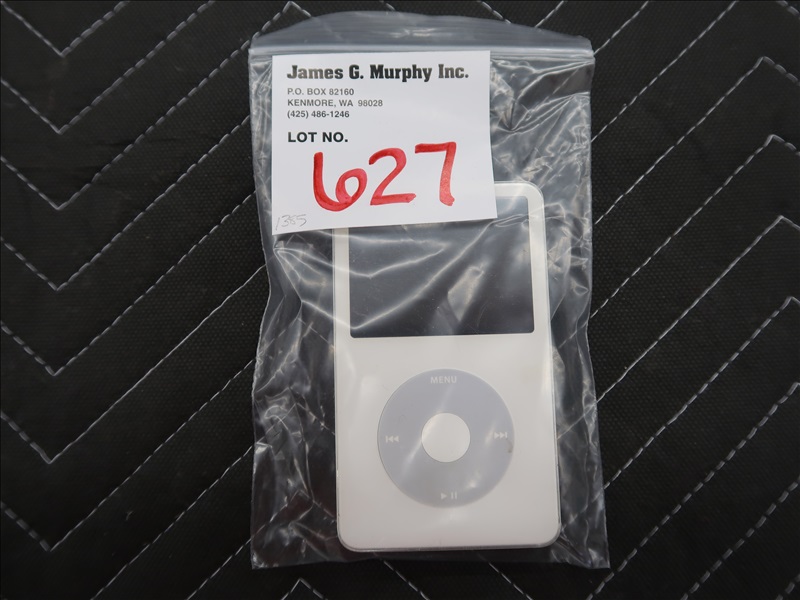 James G. Murphy Inc.
P.O. BOX 82160
KENMORE, WA 98028
(425) 486-1246
LOT NO.
627
MENU